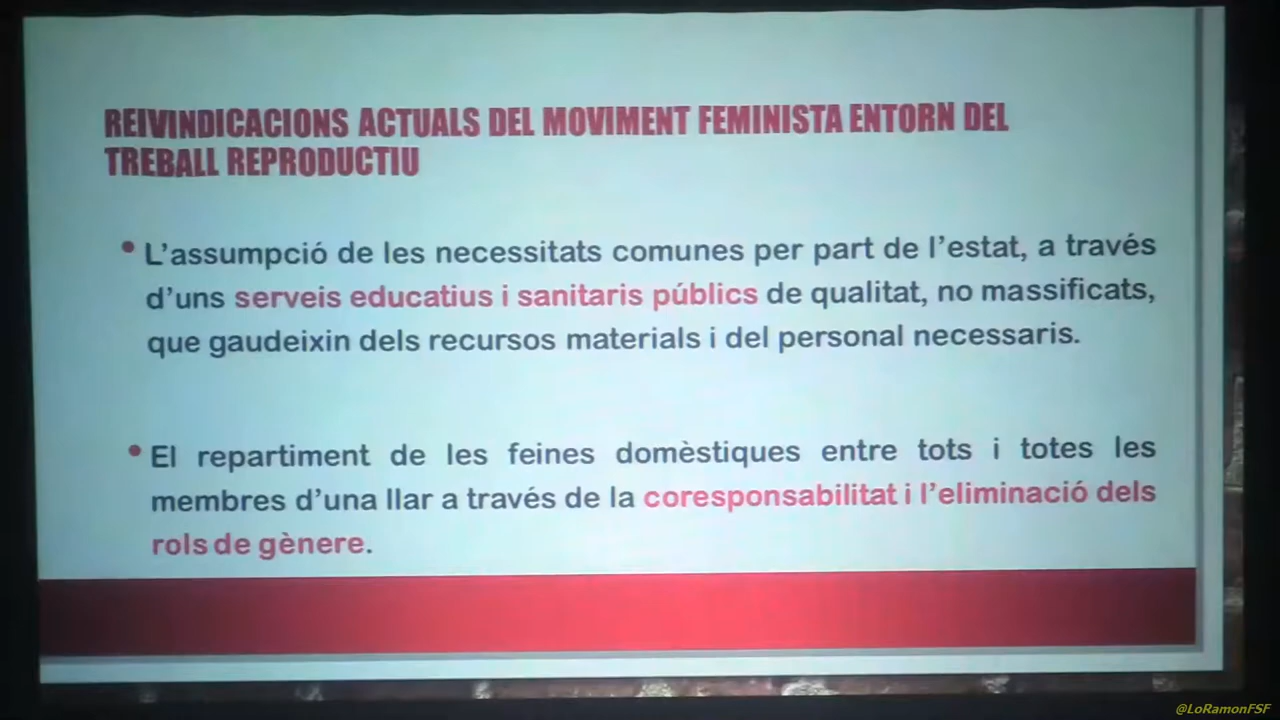 REIVINDICACIONS ACTUALS DEL MOVIMENT FEMINISTA ENTORN DEL
TREBALL REPRODUCTIU
• L'assumpció de les necessitats comunes per part de l'estat, a través
d'uns serveis educatius i sanitaris públics de qualitat, no massificats,
que gaudeixin dels recursos materials i del personal necessaris.
• El repartiment de les feines domèstiques entre tots i totes les
membres d'una llar a través de la coresponsabilitat i l'eliminació dels
rols de gènere.
@LoRamonFSF